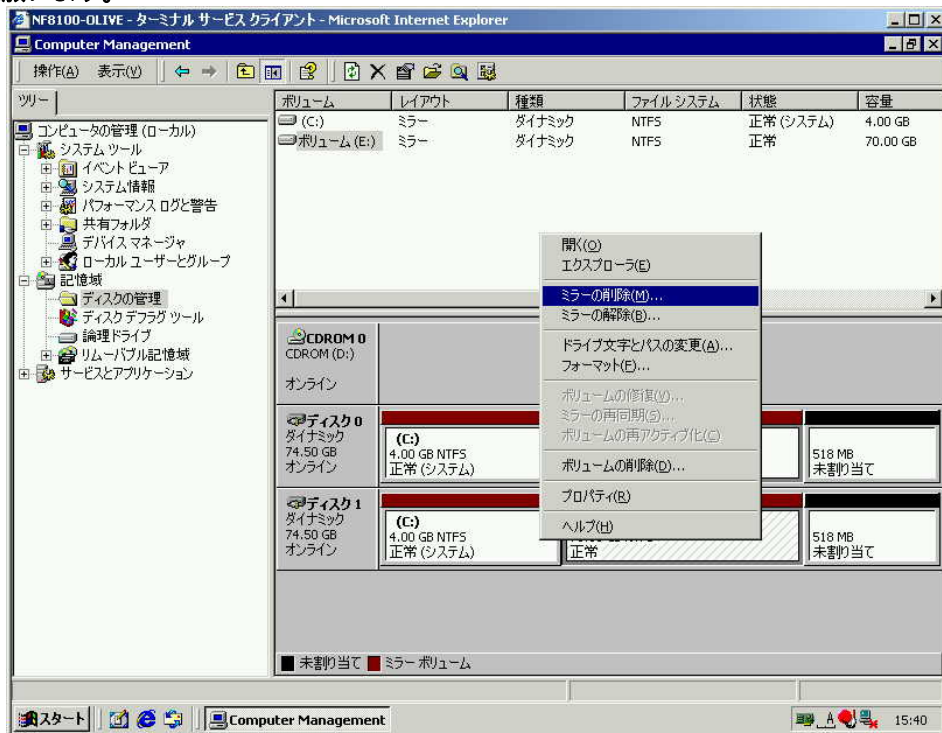 NF8100-OLIVE - ターミナル サービス クライアント - Microsoft Internet Explorer
Computer Management
操作(A) 表示(V)
ツリー
コンピュータの管理 (ローカル)
システム ツール
イベント ビューア
システム情報
パフォーマンス ログと警告
共有フォルダ
デバイス マネージャ
ローカル ユーザーとグループ
記憶域
ディスクの管理
ディスク デフラグ ツール
論理ドライブ
リムーバブル記憶域
サービスとアプリケーション
ボリューム レイアウト 種類 ファイル システム 状態 容量
(C:) ミラー ダイナミック NTFS 正常 (システム) 4.00 GB
ボリューム (E:) ミラー ダイナミック NTFS 正常 70.00 GB
開く(O)
エクスプローラ(E)
ミラーの削除(M)...
ミラーの解除(B)...
ドライブ文字とパスの変更(A)...
フォーマット(F)...
ボリュームの修復(Y)...
ミラーの再同期(S)...
ボリュームの再アクティブ化(C)
ボリュームの削除(D)...
プロパティ(R)
ヘルプ(H)
CDROM 0
CDROM (D:)
オンライン
ディスク 0
ダイナミック
74.50 GB
オンライン
(C:)
4.00 GB NTFS
正常 (システム)
518 MB
未割り当て
ディスク 1
ダイナミック
74.50 GB
オンライン
(C:)
4.00 GB NTFS
正常 (システム)
正常
518 MB
未割り当て
未割り当て ミラー ボリューム
スタート Computer Management A 15:40